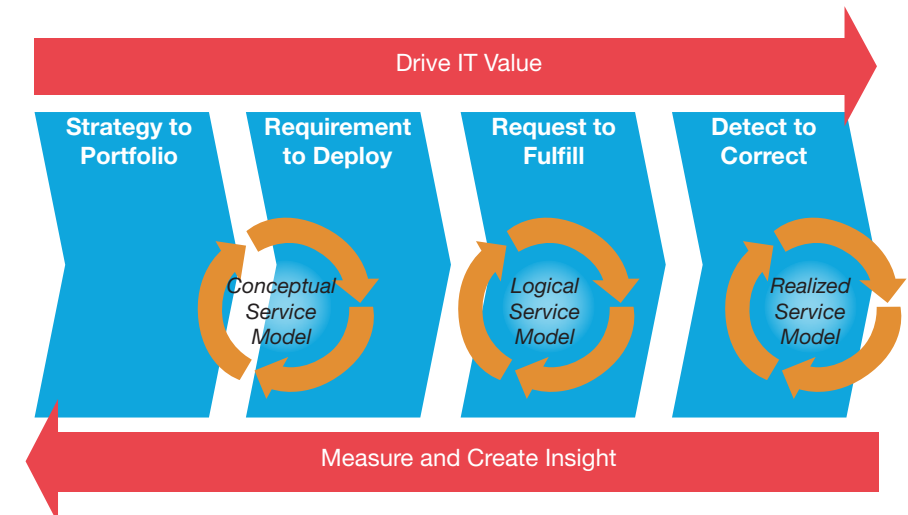 Drive IT Value
Strategy to
Portfolio
Requirement
to Deploy
Request to
Fulfill
Detect to
Correct
Conceptual
Service
Model
Logical
Service
Model
Realized
Service
Model
Measure and Create Insight